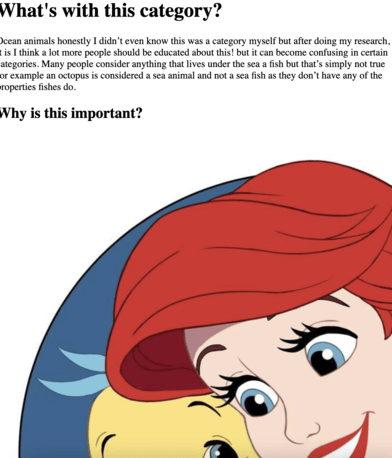 What's with this category?
Ocean animals honestly I didn't even know this was a category myself but after doing my research,
it is I think a lot more people should be educated about this! but it can become confusing in certain
categories. Many people consider anything that lives under the sea a fish but that's simply not true
for example an octopus is considered a sea animal and not a sea fish as they don't have any of the
properties fishes do.
Why is this important?